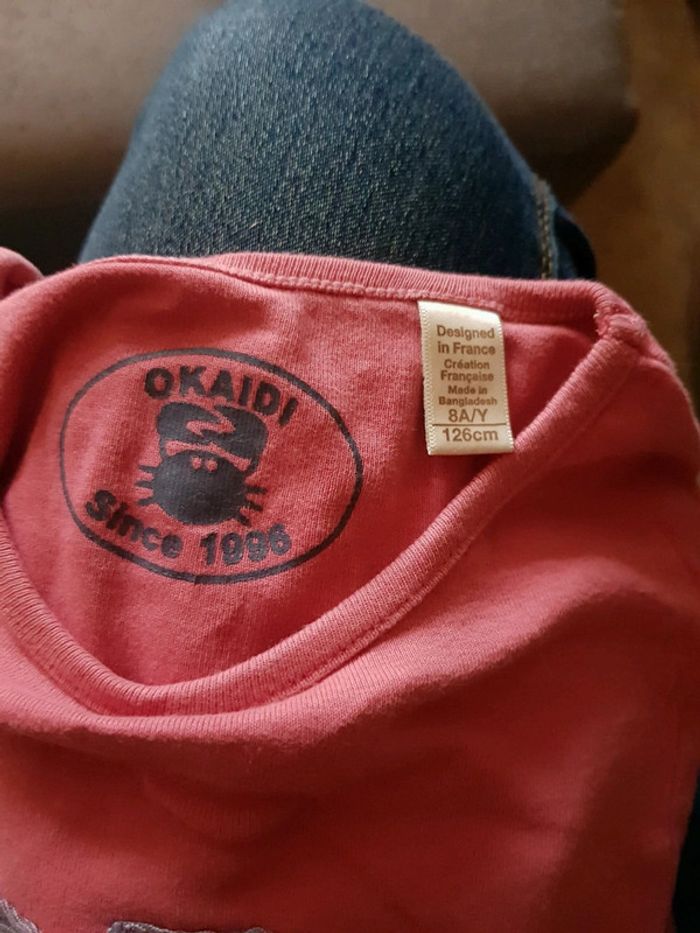 OKAIDI
Since 1996
Designed
in France
Création
Française
Made in
Bangladesh
8A/Y
126cm